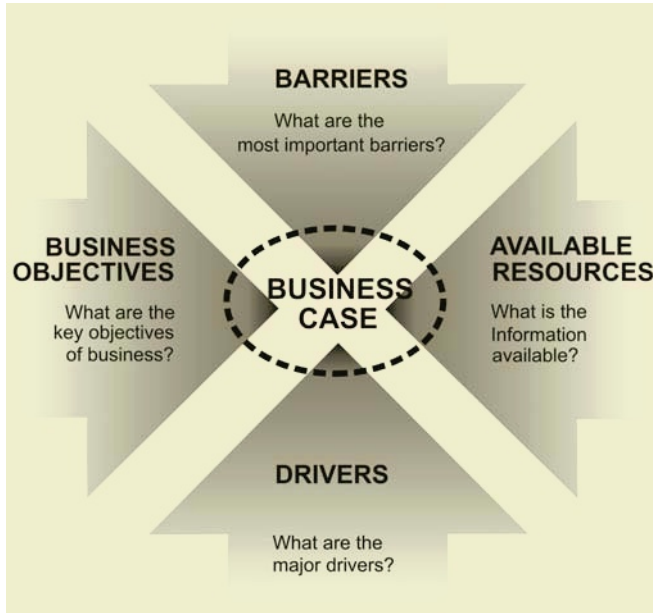 BARRIERS
What are the
most important barriers?
BUSINESS
OBJECTIVES
What are the
key objectives
of business?
BUSINESS
CASE
AVAILABLE
RESOURCES
What is the
Information
available?
DRIVERS
What are the
major drivers?